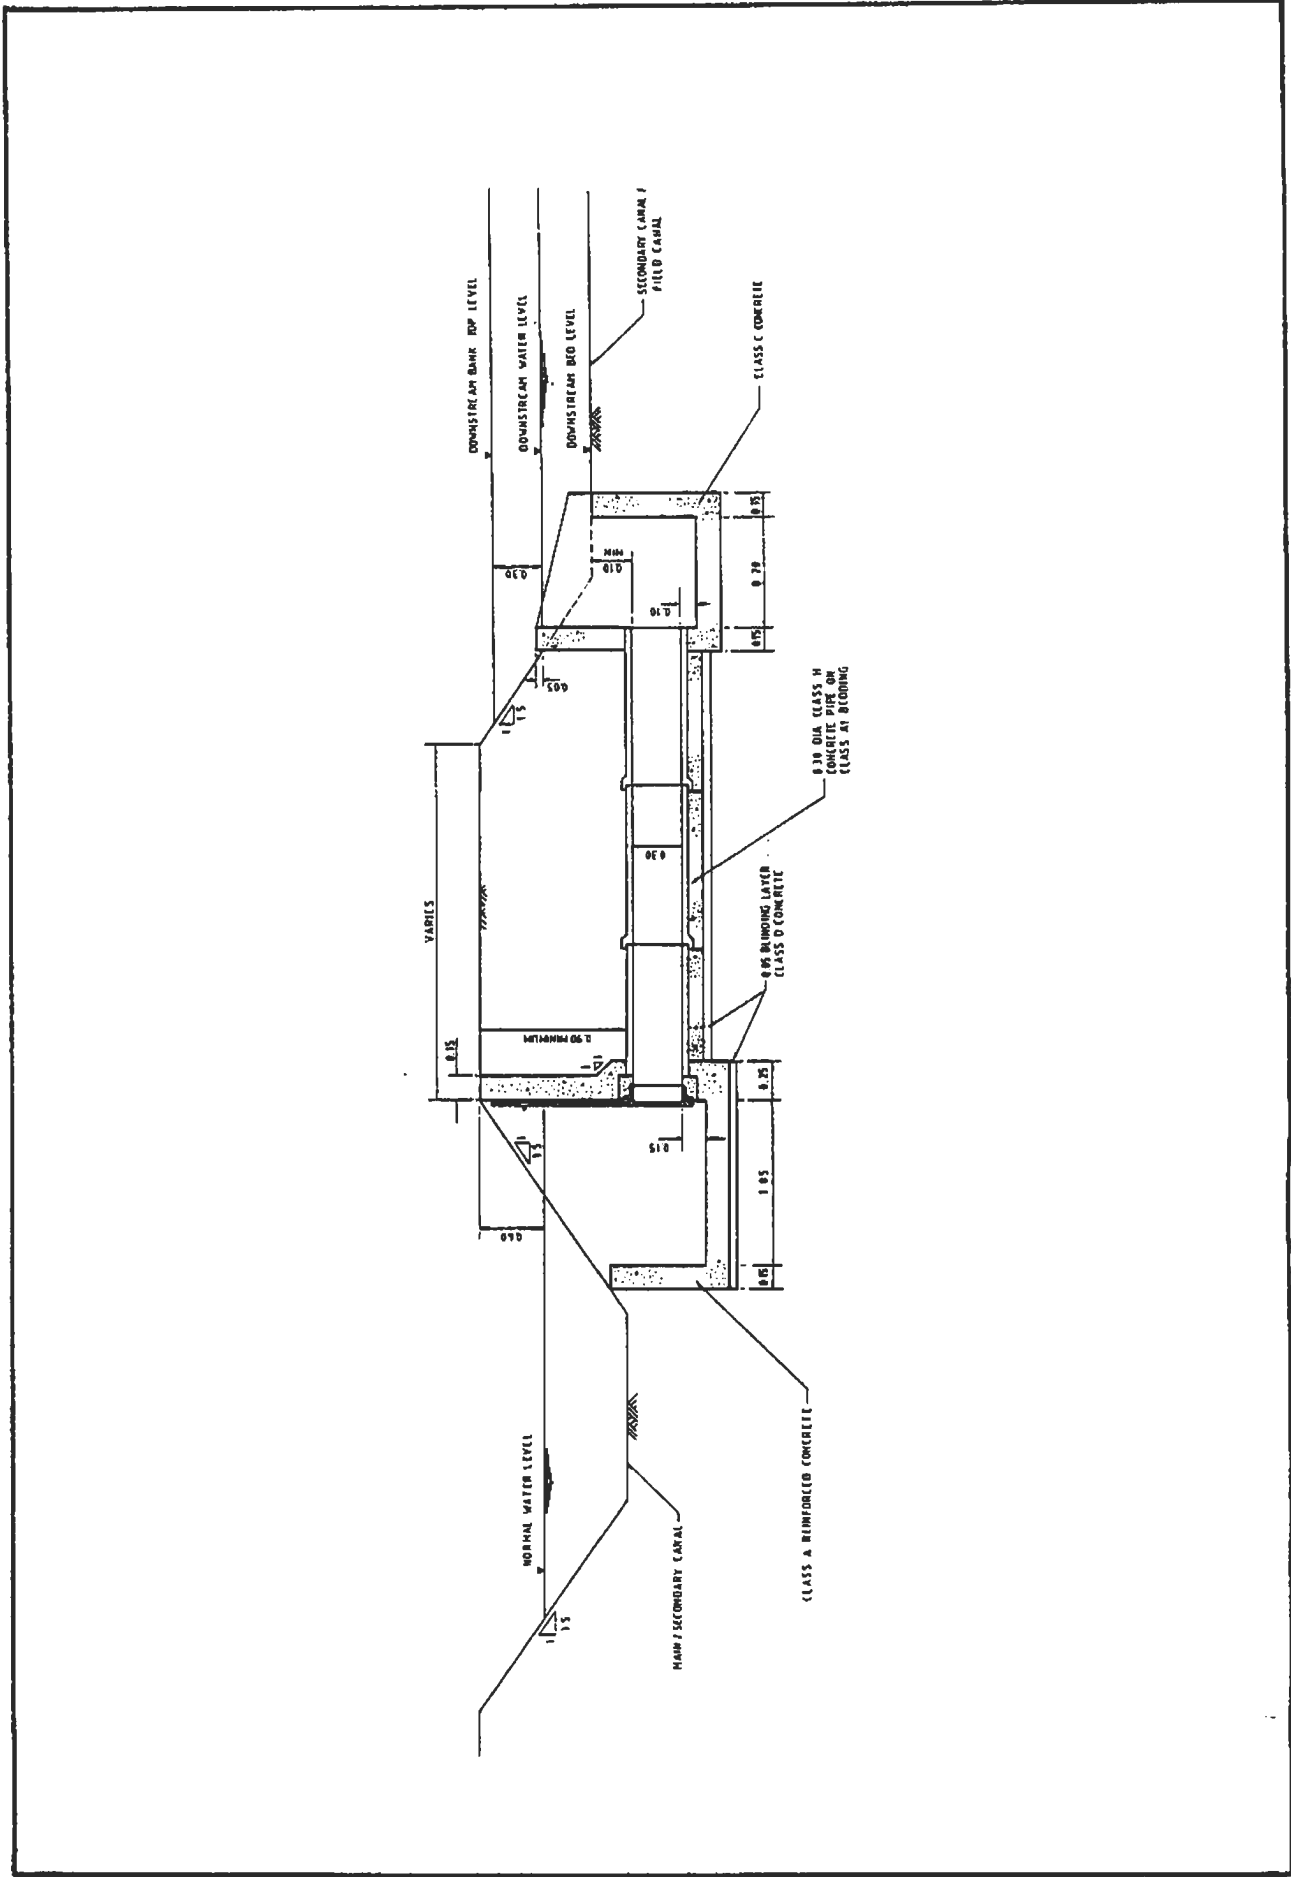 DOWNSTREAM BANK TOP LEVEL
DOWNSTREAM WATER LEVEL
DOWNSTREAM BED LEVEL
SECONDARY CANAL /
FIELD CANAL
CLASS C CONCRETE
VARIES
0.15
0.90 MINIMUM
1
1
1
1.5
0.60
NORMAL WATER LEVEL
1
1.5
MAIN / SECONDARY CANAL
CLASS A REINFORCED CONCRETE
0.15
1.05
0.25
0.15
0.05 BLINDING LAYER
CLASS D CONCRETE
0.30
0.30 DIA CLASS H
CONCRETE PIPE ON
CLASS A1 BEDDING
1
1.5
0.05
0.30
0.10
MIN
0.10
0.15
0.70
0.15